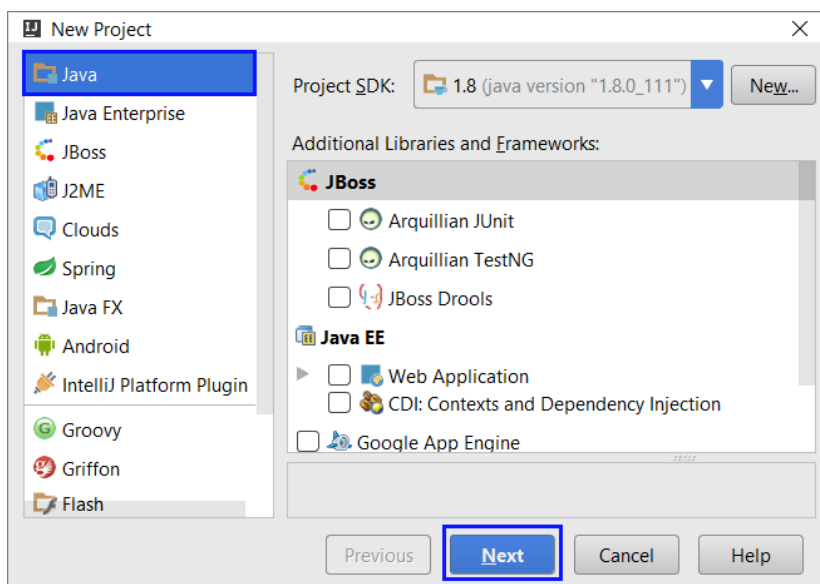 New Project
Java
Java Enterprise
JBoss
J2ME
Clouds
Spring
Java FX
Android
IntelliJ Platform Plugin
Groovy
Griffon
Flash
Project SDK: 1.8 (java version "1.8.0_111") New...
Additional Libraries and Frameworks:
JBoss
Arquillian JUnit
Arquillian TestNG
JBoss Drools
Java EE
Web Application
CDI: Contexts and Dependency Injection
Google App Engine
Previous Next Cancel Help